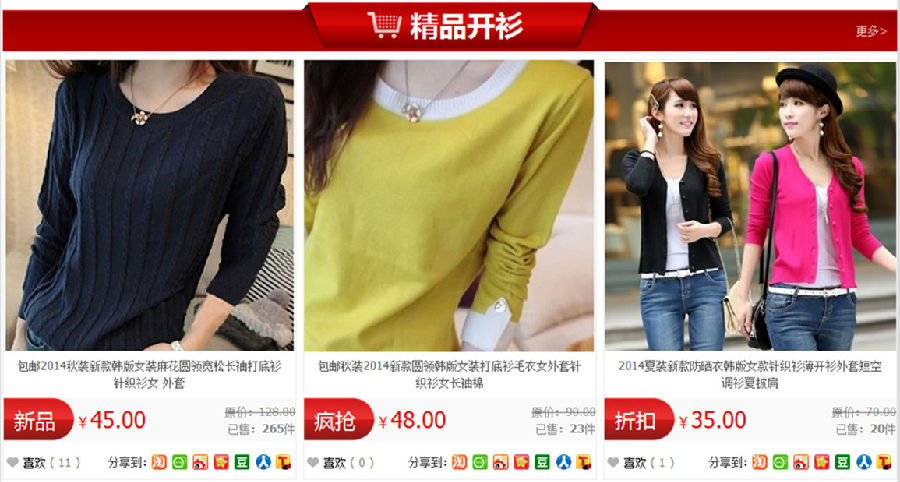 精品开衫
更多>
包邮2014秋装新款韩版女装麻花圆领宽松长袖打底衫
针织衫女 外套
新品 ¥45.00 原价：128.00
已售：265件
喜欢 ( 11 ) 分享到:
包邮秋装2014新款圆领韩版女装打底衫毛衣女外套针
织衫女长袖棉
疯抢 ¥48.00 原价：90.00
已售：23件
喜欢 ( 0 ) 分享到:
2014夏装新款防晒衣韩版女款针织衫薄开衫外套短空
调衫夏披肩
折扣 ¥35.00 原价：70.00
已售：20件
喜欢 ( 1 ) 分享到: